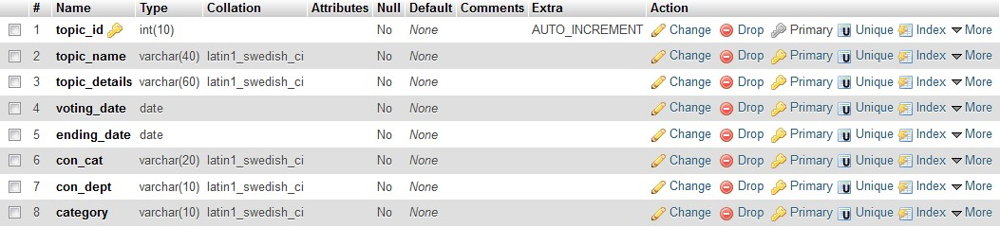 # Name Type Collation Attributes Null Default Comments Extra Action
1 topic_id int(10) No None AUTO_INCREMENT Change Drop Primary Unique Index More
2 topic_name varchar(40) latin1_swedish_ci No None Change Drop Primary Unique Index More
3 topic_details varchar(60) latin1_swedish_ci No None Change Drop Primary Unique Index More
4 voting_date date No None Change Drop Primary Unique Index More
5 ending_date date No None Change Drop Primary Unique Index More
6 con_cat varchar(20) latin1_swedish_ci No None Change Drop Primary Unique Index More
7 con_dept varchar(10) latin1_swedish_ci No None Change Drop Primary Unique Index More
8 category varchar(10) latin1_swedish_ci No None Change Drop Primary Unique Index More